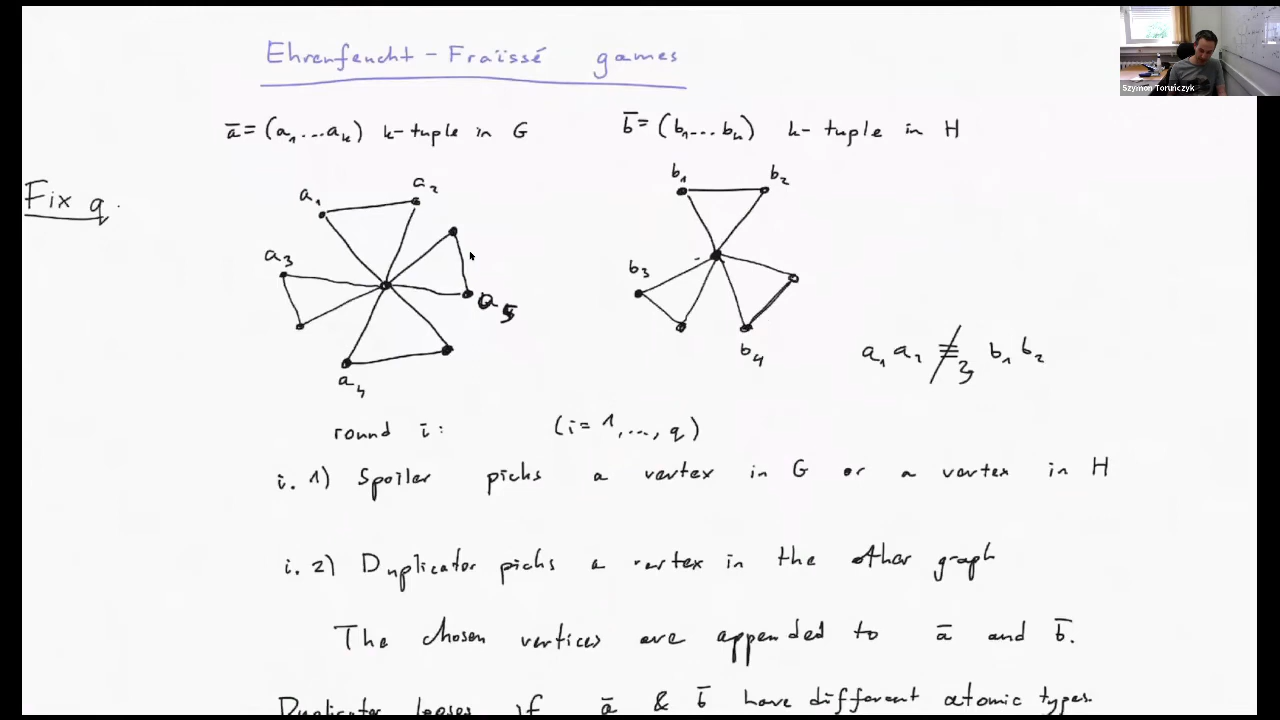 Ehrenfeucht-Fraïssé games
Szymon Toruńczyk
ā = (a₁ ... aₖ) k-tuple in G
b̄ = (b₁ ... bₖ) k-tuple in H
Fix q.
a₁ a₂
a₃
a₅
a₄
b₁ b₂
b₃
b₄
a₁ a₂ ≢₃ b₁ b₂
round i: (i = 1, ..., q)
i. 1) Spoiler picks a vertex in G or a vertex in H
i. 2) Duplicator picks a vertex in the other graph
The chosen vertices are appended to ā and b̄.
Duplicator looses if ā & b̄ have different atomic types.